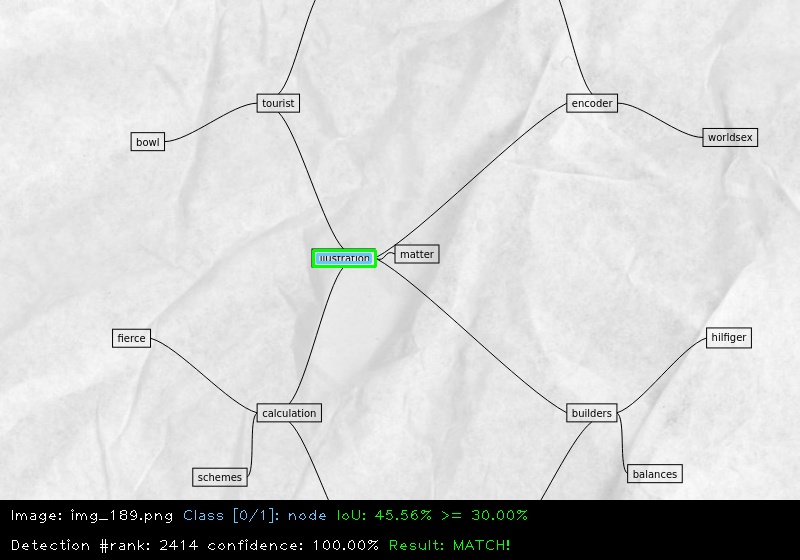 tourist
encoder
bowl
worldsex
illustration
matter
fierce
hilfiger
calculation
builders
schemes
balances
Image: img_189.png Class [0/1]: node IoU: 45.56% >= 30.00%
Detection #rank: 2414 confidence: 100.00% Result: MATCH!